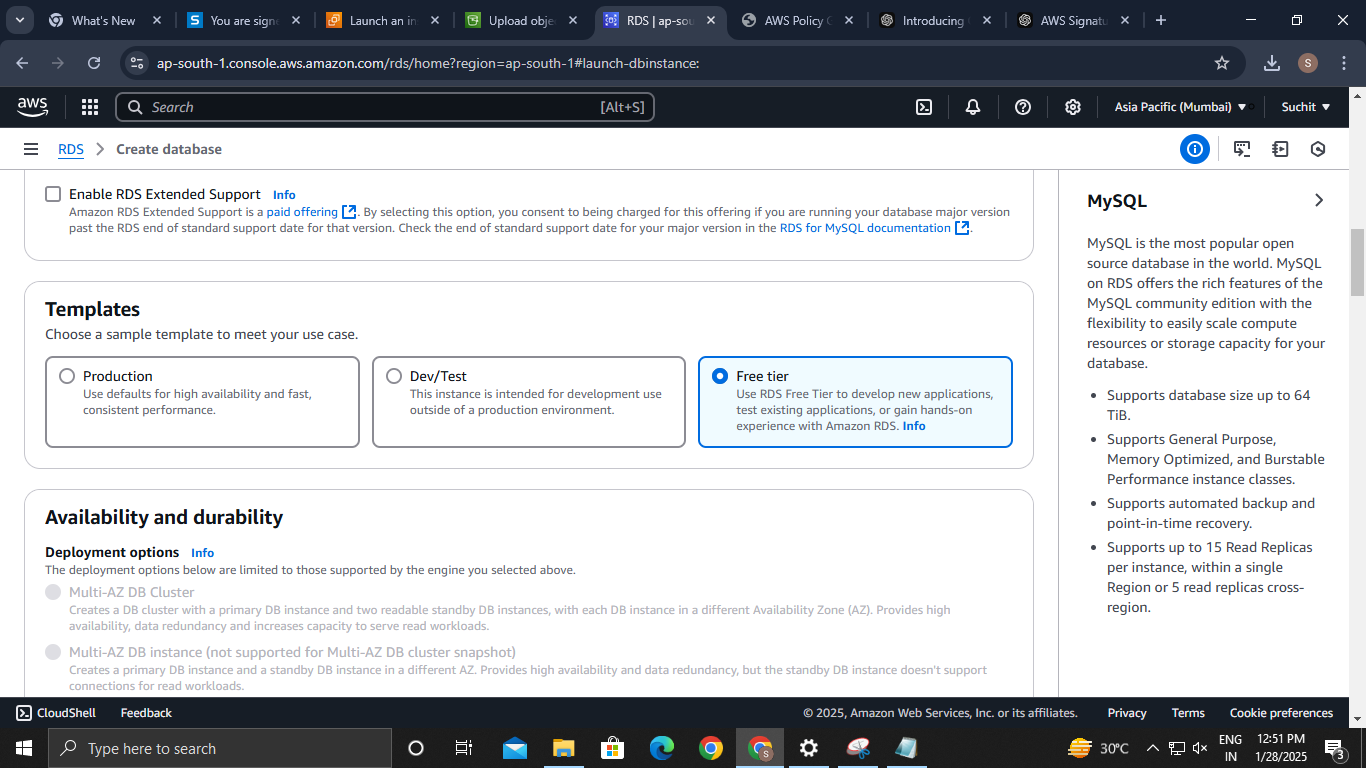 What's New
You are signe
Launch an in
Upload obje
RDS | ap-sou
AWS Policy G
Introducing
AWS Signatu
ap-south-1.console.aws.amazon.com/rds/home?region=ap-south-1#launch-dbinstance:
S
aws
Search
[Alt+S]
Asia Pacific (Mumbai)
Suchit
RDS
Create database
Enable RDS Extended Support Info
Amazon RDS Extended Support is a paid offering. By selecting this option, you consent to being charged for this offering if you are running your database major version
past the RDS end of standard support date for that version. Check the end of standard support date for your major version in the RDS for MySQL documentation.
Templates
Choose a sample template to meet your use case.
Production
Use defaults for high availability and fast,
consistent performance.
Dev/Test
This instance is intended for development use
outside of a production environment.
Free tier
Use RDS Free Tier to develop new applications,
test existing applications, or gain hands-on
experience with Amazon RDS. Info
Availability and durability
Deployment options Info
The deployment options below are limited to those supported by the engine you selected above.
Multi-AZ DB Cluster
Creates a DB cluster with a primary DB instance and two readable standby DB instances, with each DB instance in a different Availability Zone (AZ). Provides high
availability, data redundancy and increases capacity to serve read workloads.
Multi-AZ DB instance (not supported for Multi-AZ DB cluster snapshot)
Creates a primary DB instance and a standby DB instance in a different AZ. Provides high availability and data redundancy, but the standby DB instance doesn't support
connections for read workloads.
MySQL
MySQL is the most popular open
source database in the world. MySQL
on RDS offers the rich features of the
MySQL community edition with the
flexibility to easily scale compute
resources or storage capacity for your
database.
• Supports database size up to 64
TiB.
• Supports General Purpose,
Memory Optimized, and Burstable
Performance instance classes.
• Supports automated backup and
point-in-time recovery.
• Supports up to 15 Read Replicas
per instance, within a single
Region or 5 read replicas cross-
region.
CloudShell
Feedback
© 2025, Amazon Web Services, Inc. or its affiliates.
Privacy
Terms
Cookie preferences
Type here to search
30°C
ENG
IN
12:51 PM
1/28/2025
3